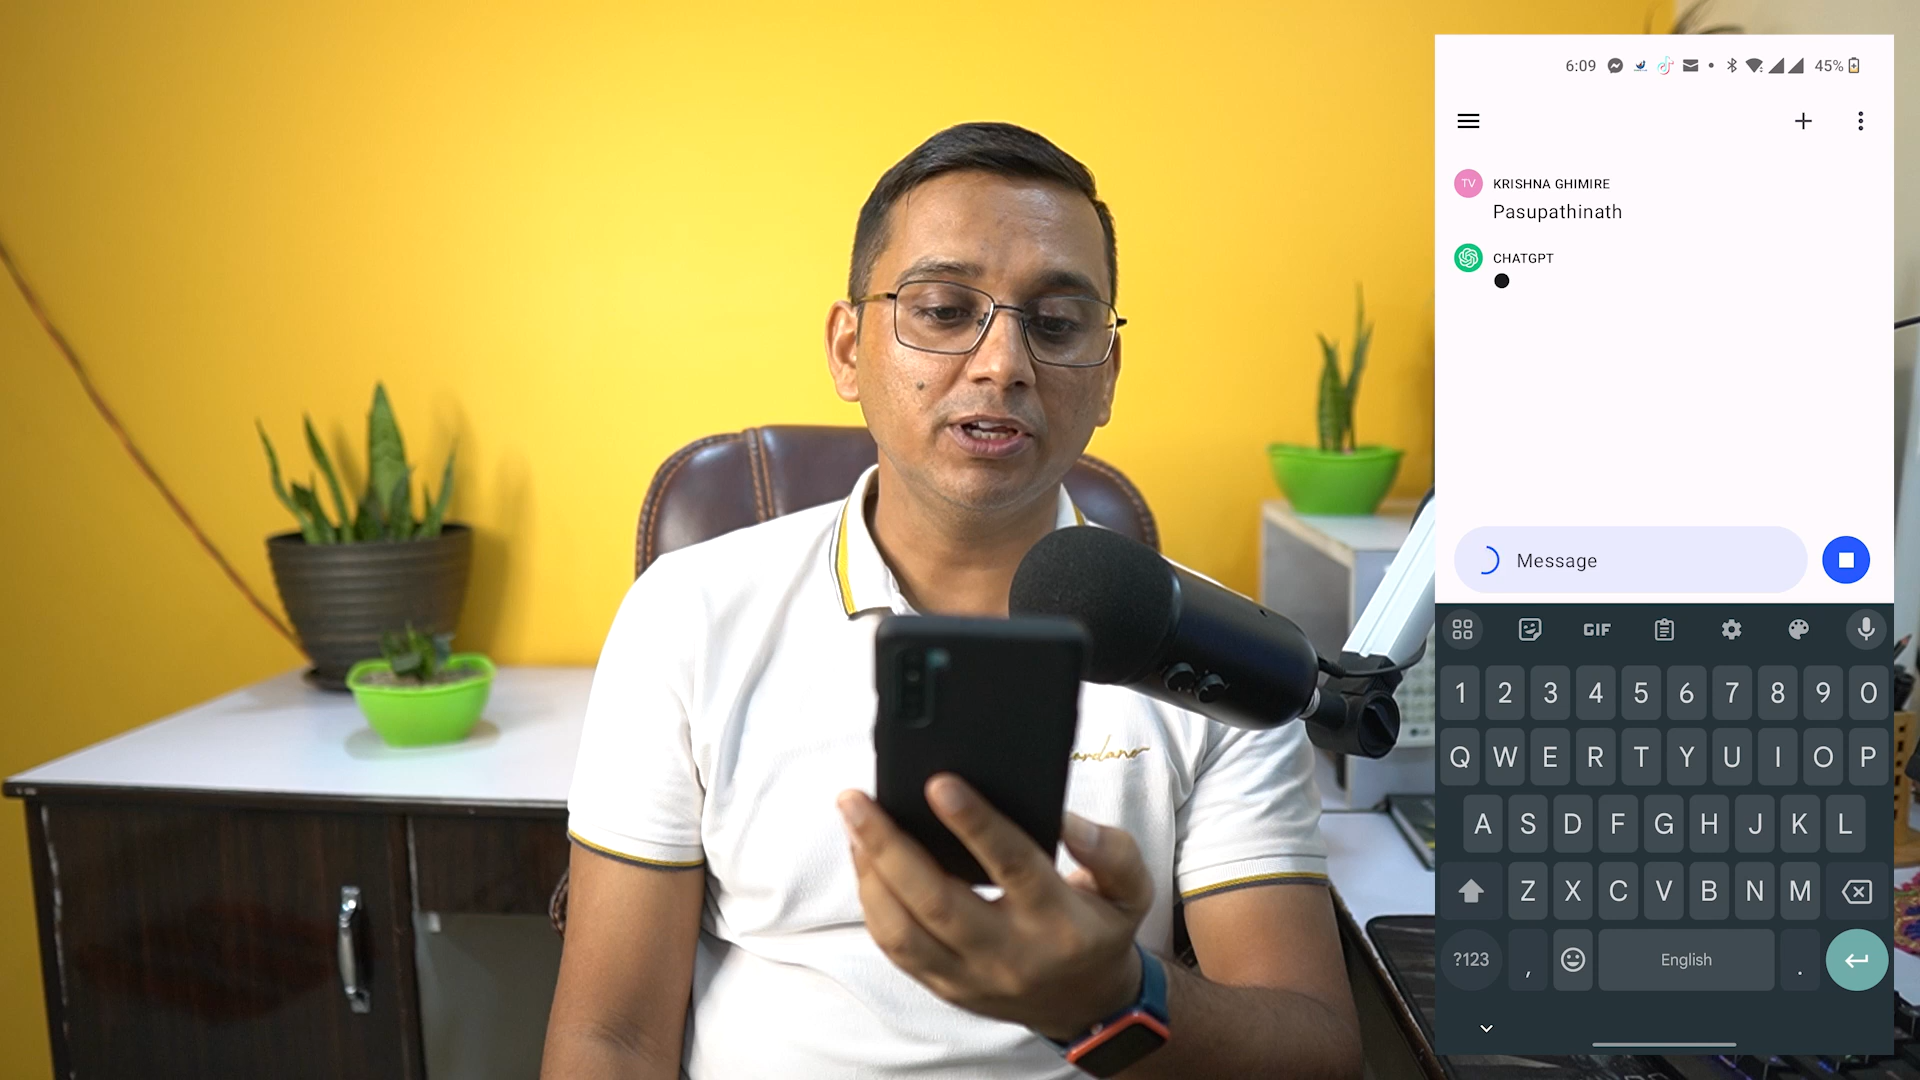 6:09 45%
TV KRISHNA GHIMIRE
Pasupathinath
CHATGPT
Message
GIF
1 2 3 4 5 6 7 8 9 0
Q W E R T Y U I O P
A S D F G H J K L
Z X C V B N M
?123 , English .